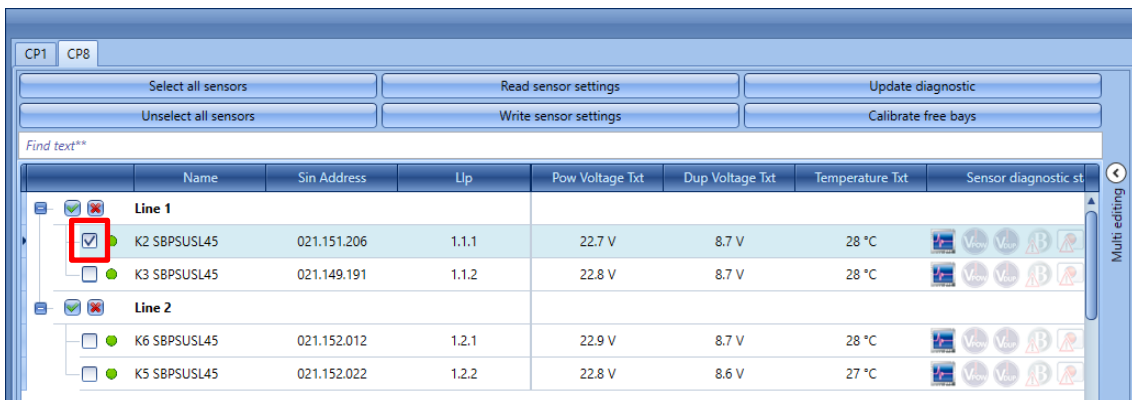 CP1 CP8
Select all sensors Read sensor settings Update diagnostic
Unselect all sensors Write sensor settings Calibrate free bays
Find text**
Name Sin Address Llp Pow Voltage Txt Dup Voltage Txt Temperature Txt Sensor diagnostic st
Multi editing
Line 1
K2 SBPSUSL45 021.151.206 1.1.1 22.7 V 8.7 V 28 °C
K3 SBPSUSL45 021.149.191 1.1.2 22.8 V 8.7 V 28 °C
Line 2
K6 SBPSUSL45 021.152.012 1.2.1 22.9 V 8.7 V 28 °C
K5 SBPSUSL45 021.152.022 1.2.2 22.8 V 8.6 V 27 °C